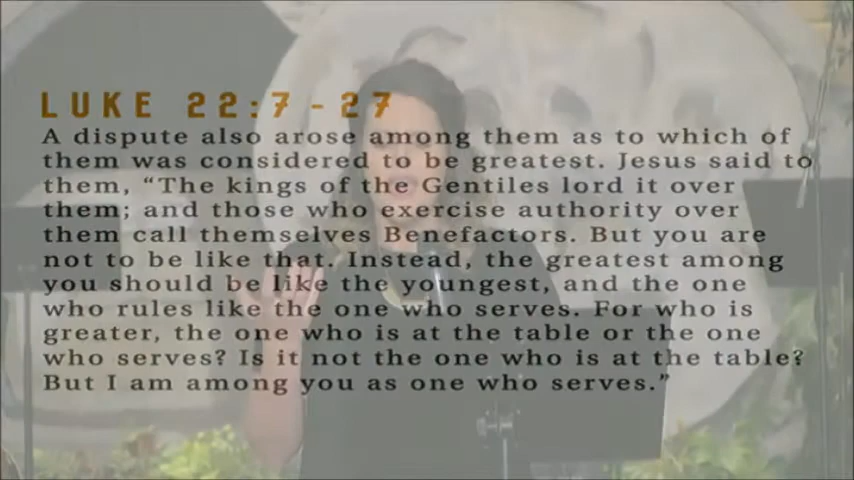 LUKE 22:7-27
A dispute also arose among them as to which of
them was considered to be greatest. Jesus said to
them, “The kings of the Gentiles lord it over
them; and those who exercise authority over
them call themselves Benefactors. But you are
not to be like that. Instead, the greatest among
you should be like the youngest, and the one
who rules like the one who serves. For who is
greater, the one who is at the table or the one
who serves? Is it not the one who is at the table?
But I am among you as one who serves.”